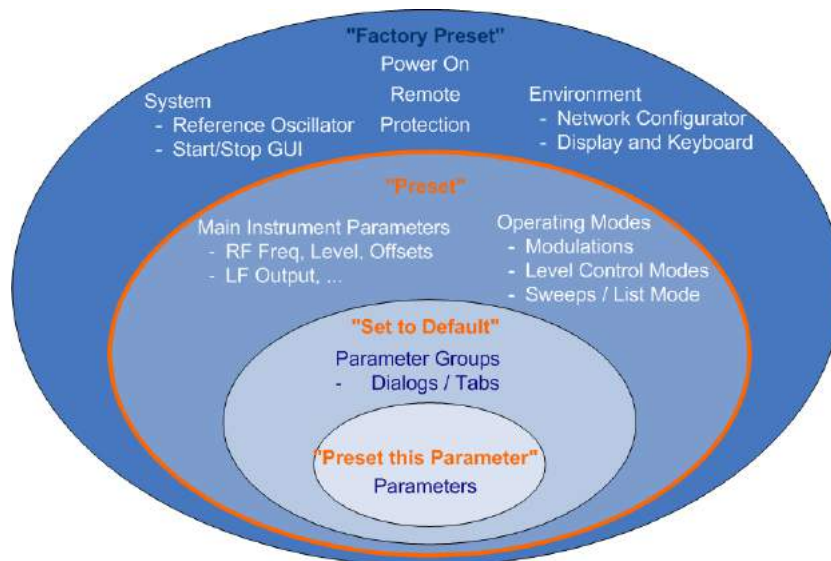 "Factory Preset"
Power On
Remote
Protection
System
- Reference Oscillator
- Start/Stop GUI
Environment
- Network Configurator
- Display and Keyboard
"Preset"
Main Instrument Parameters
- RF Freq, Level, Offsets
- LF Output, ...
Operating Modes
- Modulations
- Level Control Modes
- Sweeps / List Mode
"Set to Default"
Parameter Groups
- Dialogs / Tabs
"Preset this Parameter"
Parameters